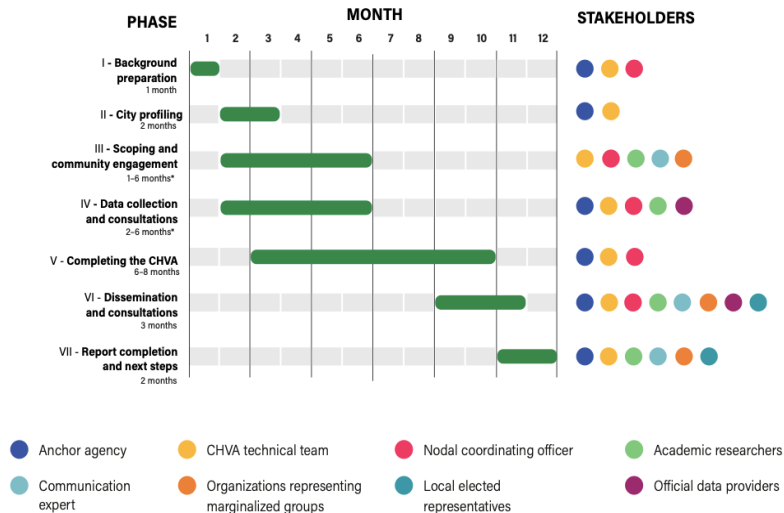 PHASE
MONTH
STAKEHOLDERS
1 2 3 4 5 6 7 8 9 10 11 12
I - Background
preparation
1 month
II - City profiling
2 months
III - Scoping and
community engagement
1–6 months*
IV - Data collection
and consultations
2–6 months*
V - Completing the CHVA
6–8 months
VI - Dissemination
and consultations
3 months
VII - Report completion
and next steps
2 months
Anchor agency
CHVA technical team
Nodal coordinating officer
Academic researchers
Communication
expert
Organizations representing
marginalized groups
Local elected
representatives
Official data providers